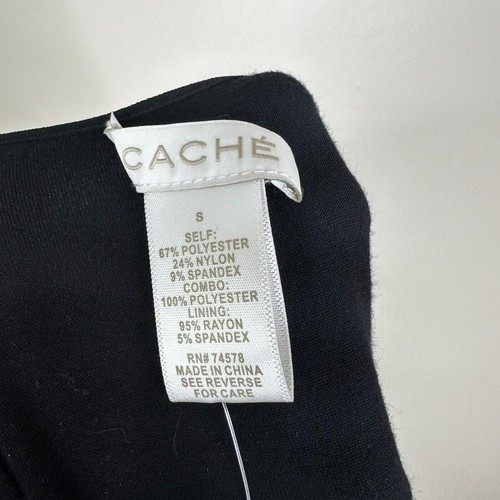 CACHÉ
S
SELF:
67% POLYESTER
24% NYLON
9% SPANDEX
COMBO:
100% POLYESTER
LINING:
95% RAYON
5% SPANDEX
RN# 74578
MADE IN CHINA
SEE REVERSE
FOR CARE